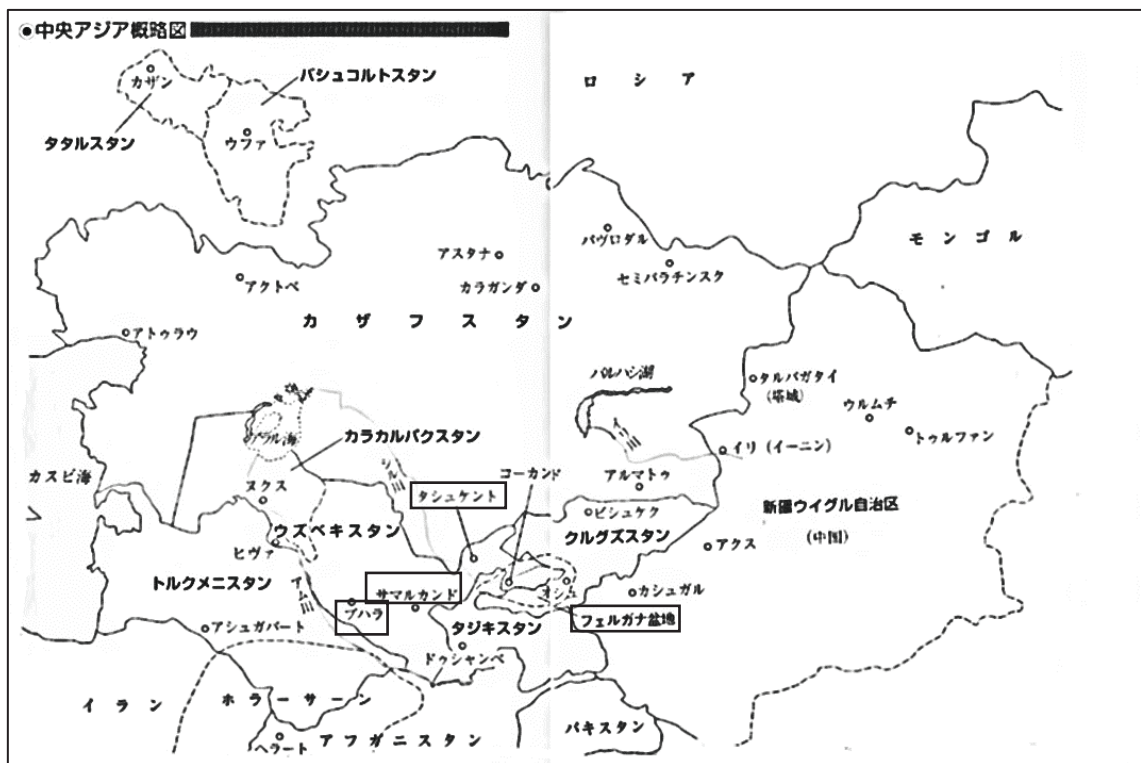 ●中央アジア概略図
ロシア
カザン
バシュコルトスタン
タタルスタン
ウファ
モンゴル
パヴロダル
アスタナ
セミパラチンスク
カラガンダ
アクトベ
カザフスタン
アトゥラウ
バルハシ湖
タルバガタイ
(塔城)
ウルムチ
トゥルファン
イリ川
イリ (イーニン)
アラル海
カラカルパクスタン
カスピ海
シル川
コーカンド
アルマトゥ
ヌクス
タシュケント
ビシュケク
新疆ウイグル自治区
(中国)
ウズベキスタン
クルグズスタン
ヒヴァ
アクス
トルクメニスタン
アム川
サマルカンド
オシュ
カシュガル
ブハラ
フェルガナ盆地
アシュガバート
タジキスタン
ドゥシャンベ
イラン
ホラーサーン
パキスタン
ヘラート
アフガニスタン